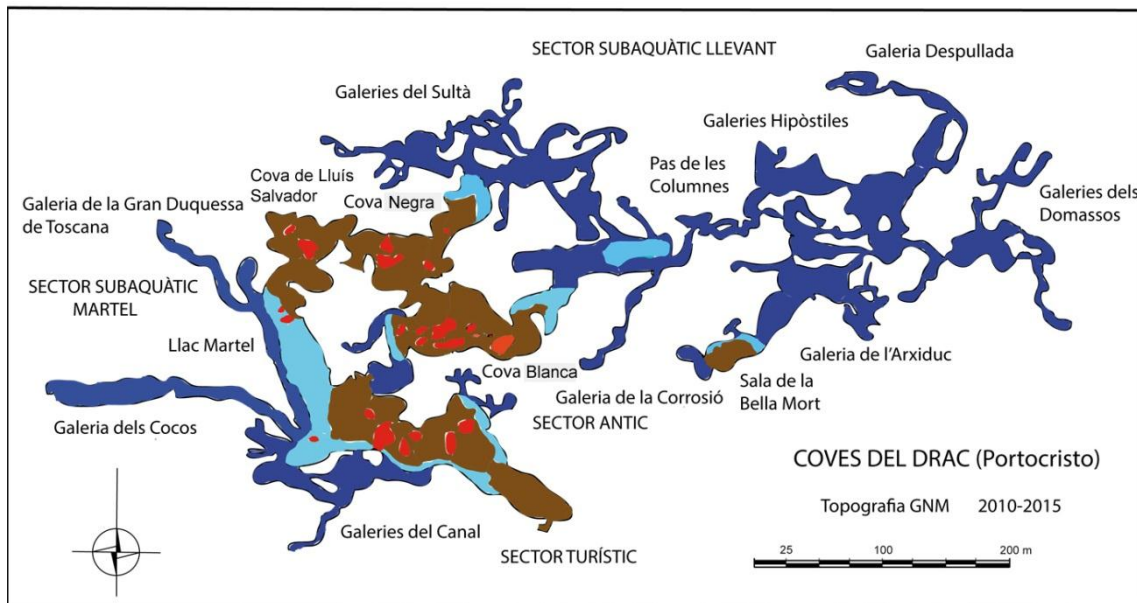 SECTOR SUBAQUÀTIC LLEVANT
Galeria Despullada
Galeries del Sultà
Galeries Hipòstiles
Pas de les
Columnes
Cova de Lluís
Salvador
Cova Negra
Galeria de la Gran Duquessa
de Toscana
Galeries dels
Domassos
SECTOR SUBAQUÀTIC
MARTEL
Llac Martel
Cova Blanca
Galeria de l'Arxiduc
Galeria de la Corrosió
Sala de la
Bella Mort
SECTOR ANTIC
Galeria dels Cocos
COVES DEL DRAC (Portocristo)
Topografia GNM 2010-2015
Galeries del Canal
SECTOR TURÍSTIC
25 100 200 m